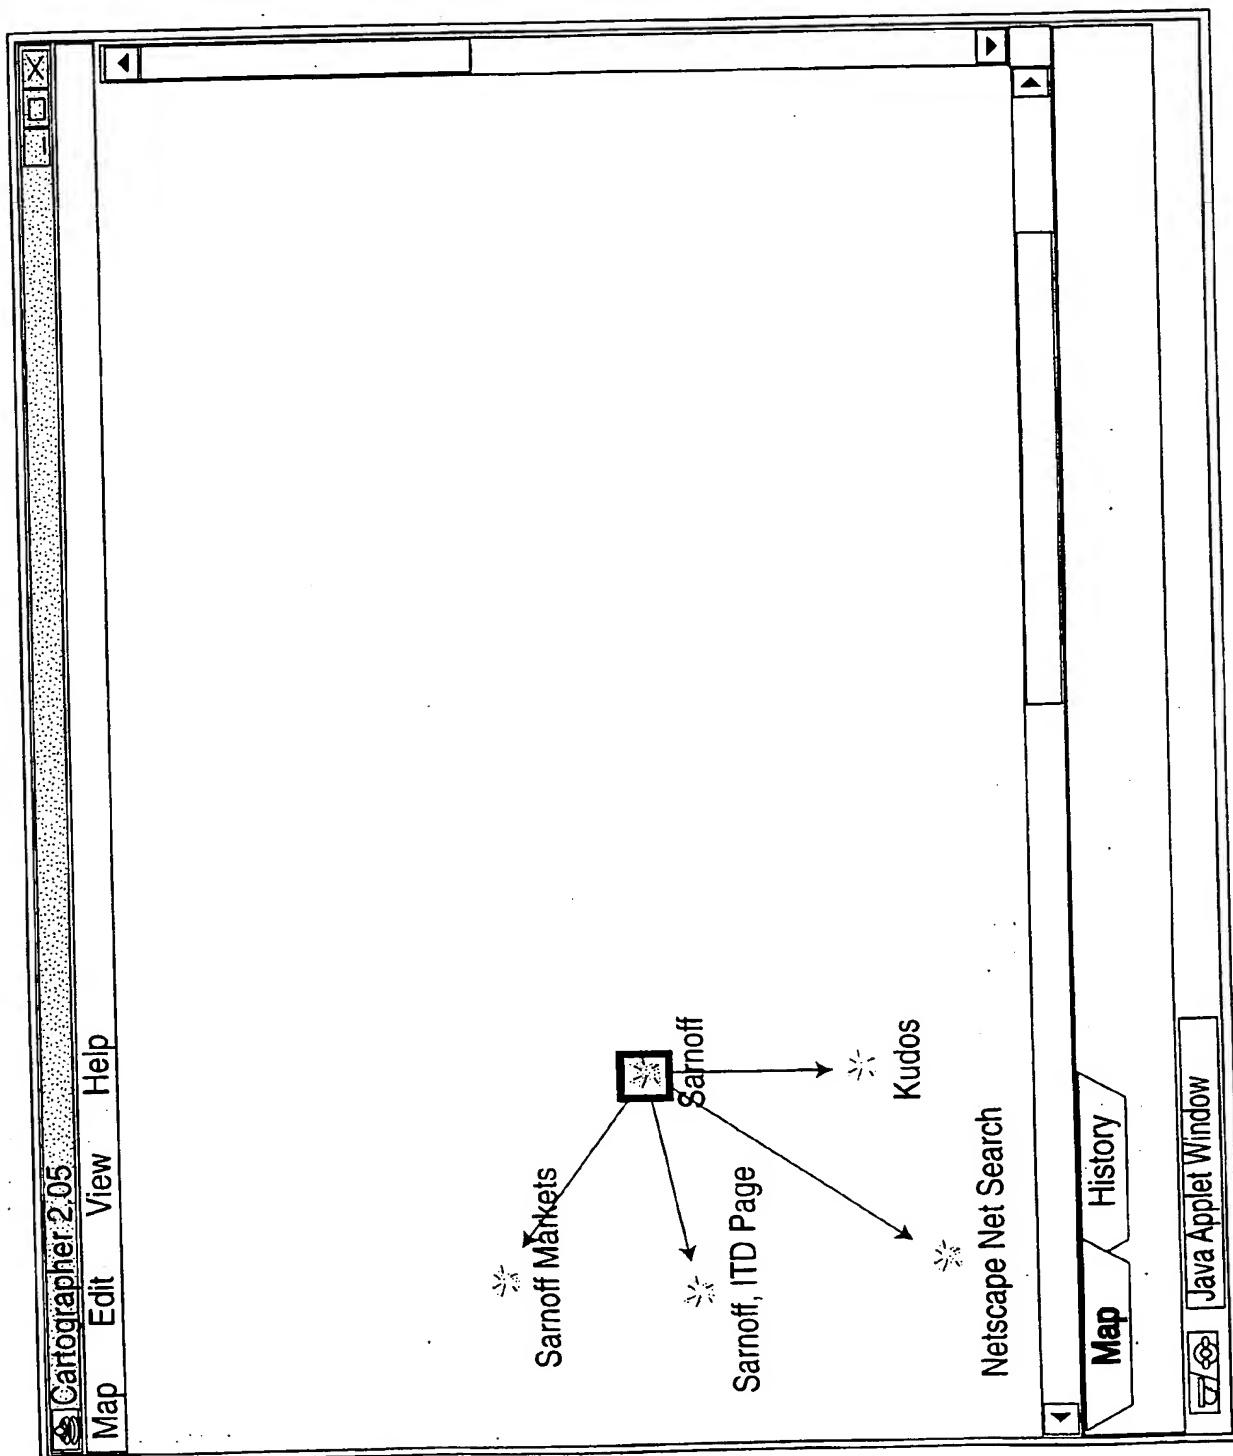 Cartographer 2.05
Map Edit View Help
Sarnoff Markets
Sarnoff
Sarnoff, ITD Page
Kudos
Netscape Net Search
Map History
Java Applet Window